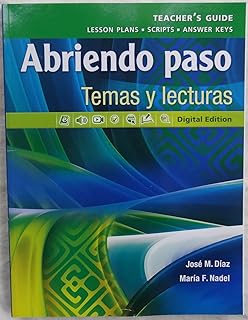 TEACHER'S GUIDE
LESSON PLANS ▪ SCRIPTS ▪ ANSWER KEYS
Abriendo paso
Temas y lecturas
Digital Edition
José M. Díaz
María F. Nadel